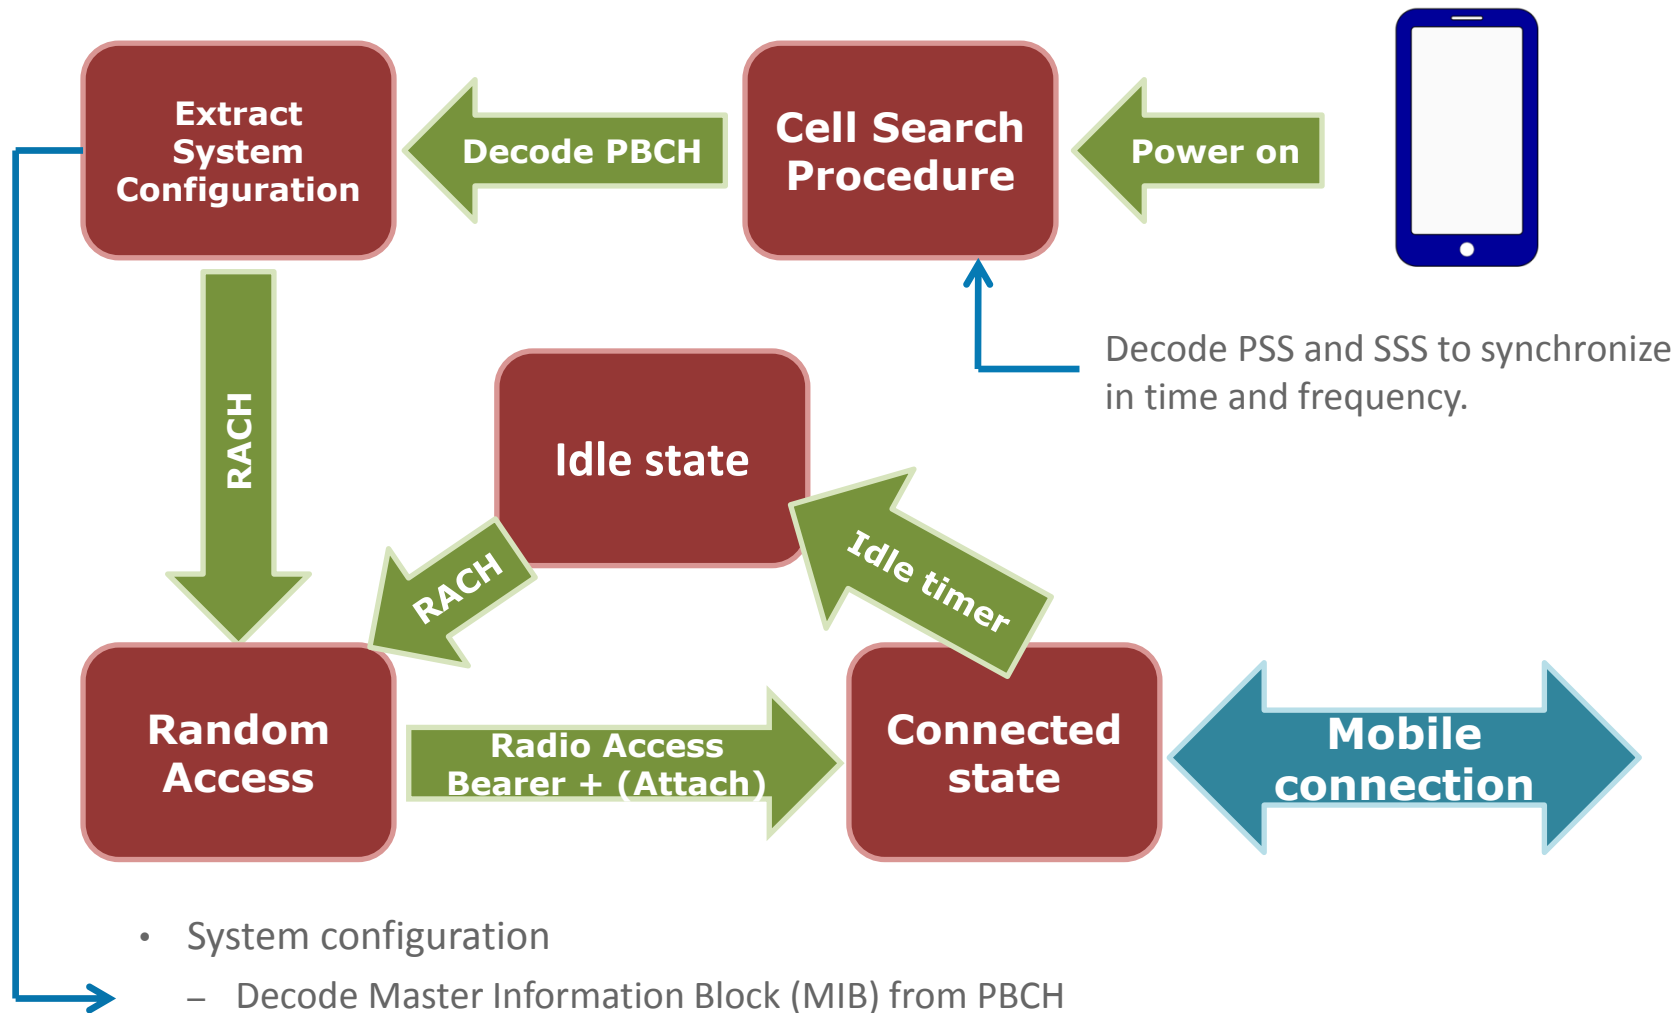 Extract
System
Configuration
Decode PBCH
Cell Search
Procedure
Power on
Decode PSS and SSS to synchronize
in time and frequency.
RACH
Idle state
RACH
Idle timer
Random
Access
Radio Access
Bearer + (Attach)
Connected
state
Mobile
connection
• System configuration
– Decode Master Information Block (MIB) from PBCH